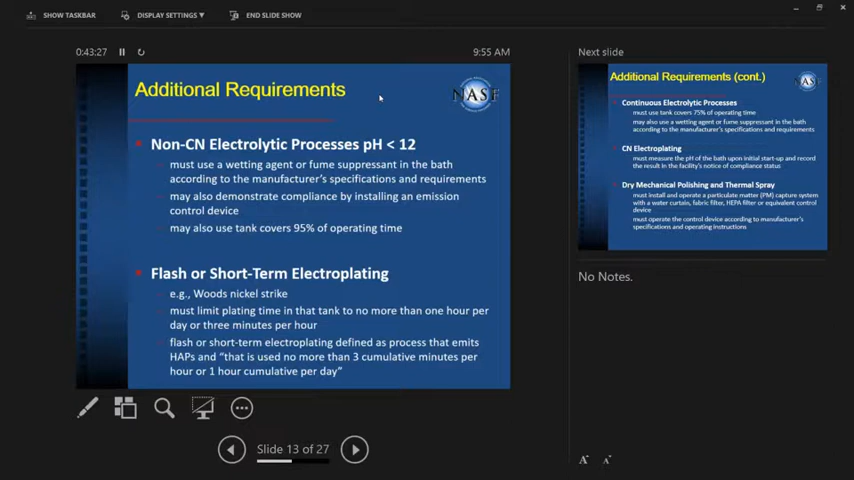 SHOW TASKBAR
DISPLAY SETTINGS
END SLIDE SHOW
0:43:27
9:55 AM
Additional Requirements
NASF
Non-CN Electrolytic Processes pH < 12
must use a wetting agent or fume suppressant in the bath
according to the manufacturer's specifications and requirements
may also demonstrate compliance by installing an emission
control device
may also use tank covers 95% of operating time
Flash or Short-Term Electroplating
e.g., Woods nickel strike
must limit plating time in that tank to no more than one hour per
day or three minutes per hour
flash or short-term electroplating defined as process that emits
HAPs and "that is used no more than 3 cumulative minutes per
hour or 1 hour cumulative per day"
Slide 13 of 27
Next slide
Additional Requirements (cont.)
NASF
Continuous Electrolytic Processes
must use tank covers 75% of operating time
may also use a wetting agent or fume suppressant in the bath
according to the manufacturer's specifications and requirements
CN Electroplating
must measure the pH of the bath upon initial start-up and record
the result in the facility's notice of compliance status
Dry Mechanical Polishing and Thermal Spray
must install and operate a particulate matter (PM) capture system
with a water curtain, fabric filter, HEPA filter or equivalent control
device
must operate the control device according to manufacturer's
specifications and operating instructions
No Notes.
A A